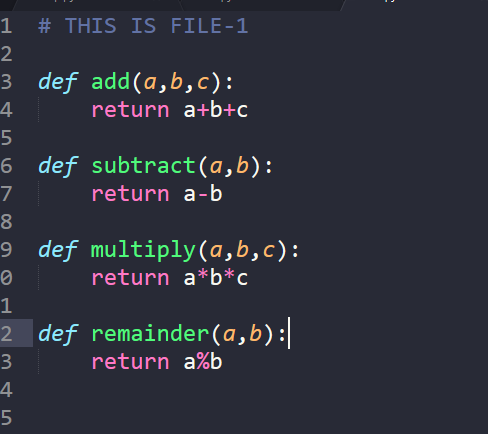 1 # THIS IS FILE-1
2
3 def add(a,b,c):
4     return a+b+c
5
6 def subtract(a,b):
7     return a-b
8
9 def multiply(a,b,c):
0     return a*b*c
1
2 def remainder(a,b):
3     return a%b
4
5